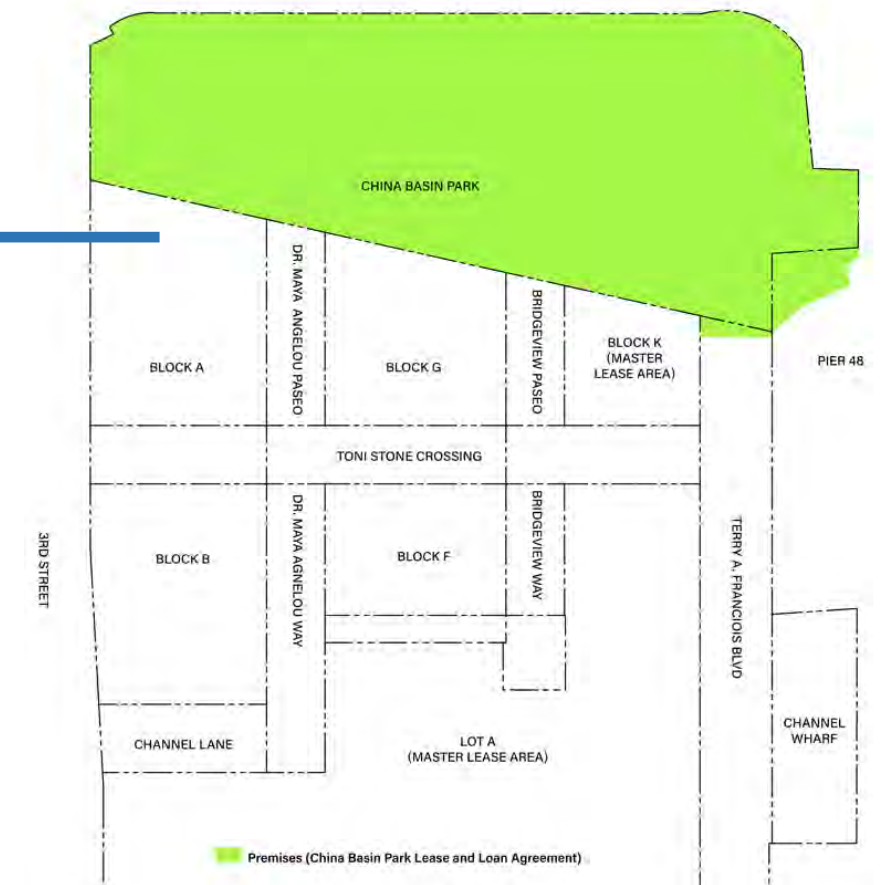 CHINA BASIN PARK
DR. MAYA ANGELOU PASEO
BRIDGEVIEW PASEO
BLOCK A
BLOCK G
BLOCK K
(MASTER
LEASE AREA)
PIER 48
TONI STONE CROSSING
3RD STREET
BLOCK B
DR. MAYA AGNELOU WAY
BLOCK F
BRIDGEVIEW WAY
TERRY A. FRANCIOIS BLVD
CHANNEL LANE
LOT A
(MASTER LEASE AREA)
CHANNEL
WHARF
Premises (China Basin Park Lease and Loan Agreement)